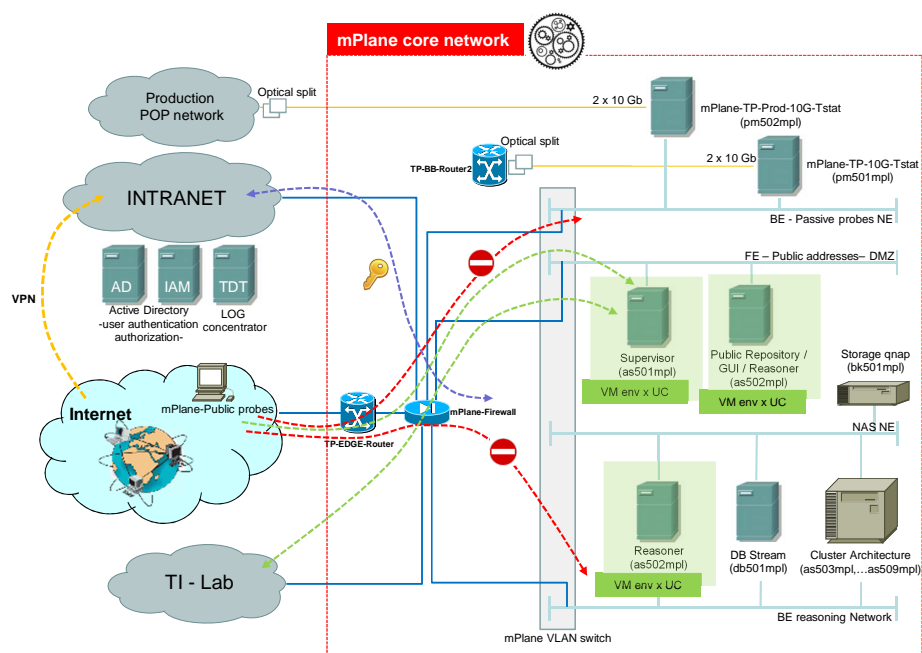 mPlane core network
Production
POP network
Optical split
2 x 10 Gb
mPlane-TP-Prod-10G-Tstat
(pm502mpl)
Optical split
TP-BB-Router2
2 x 10 Gb
mPlane-TP-10G-Tstat
(pm501mpl)
INTRANET
BE - Passive probes NE
FE – Public addresses– DMZ
AD
IAM
TDT
VPN
Active Directory
-user authentication
authorization-
LOG
concentrator
Supervisor
(as501mpl)
VM env x UC
Public Repository /
GUI / Reasoner
(as502mpl)
VM env x UC
Storage qnap
(bk501mpl)
Internet
mPlane-Public probes
TP-EDGE-Router
mPlane-Firewall
NAS NE
Reasoner
(as502mpl)
VM env x UC
DB Stream
(db501mpl)
Cluster Architecture
(as503mpl,…as509mpl)
TI - Lab
BE reasoning Network
mPlane VLAN switch